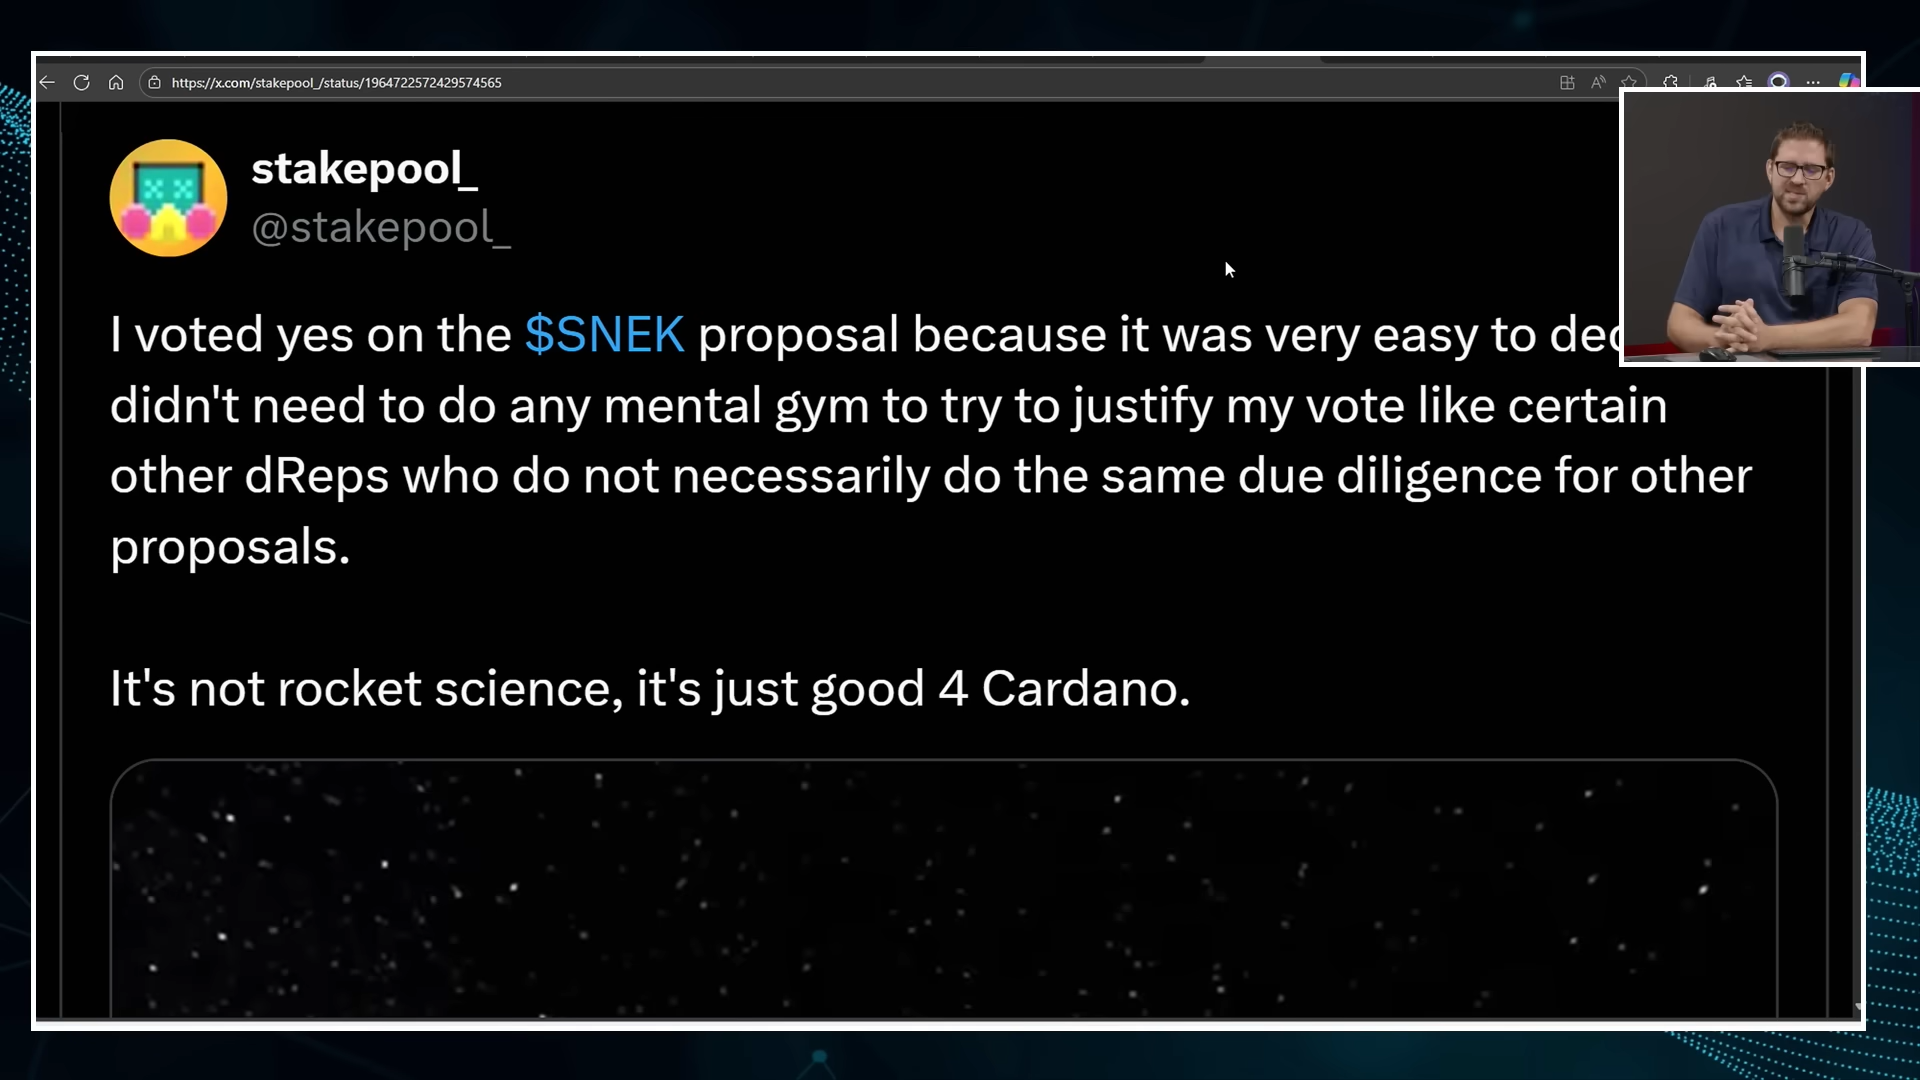 https://x.com/stakepool_/status/1964722572429574565
stakepool_
@stakepool_
I voted yes on the $SNEK proposal because it was very easy to
didn't need to do any mental gym to try to justify my vote like certain
other dReps who do not necessarily do the same due diligence for other
proposals.
It's not rocket science, it's just good 4 Cardano.